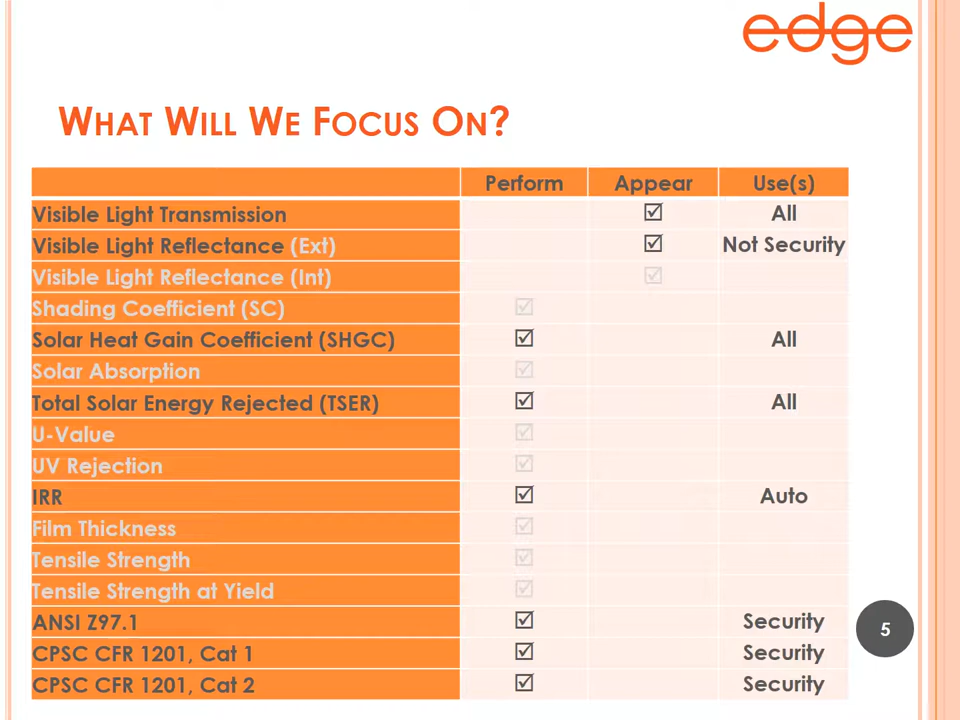 edge
What Will We Focus On?
Perform Appear Use(s)
Visible Light Transmission ☑ All
Visible Light Reflectance (Ext) ☑ Not Security
Visible Light Reflectance (Int) ☑
Shading Coefficient (SC) ☑
Solar Heat Gain Coefficient (SHGC) ☑ All
Solar Absorption ☑
Total Solar Energy Rejected (TSER) ☑ All
U-Value ☑
UV Rejection ☑
IRR ☑ Auto
Film Thickness ☑
Tensile Strength ☑
Tensile Strength at Yield ☑
ANSI Z97.1 ☑ Security
CPSC CFR 1201, Cat 1 ☑ Security
CPSC CFR 1201, Cat 2 ☑ Security
5